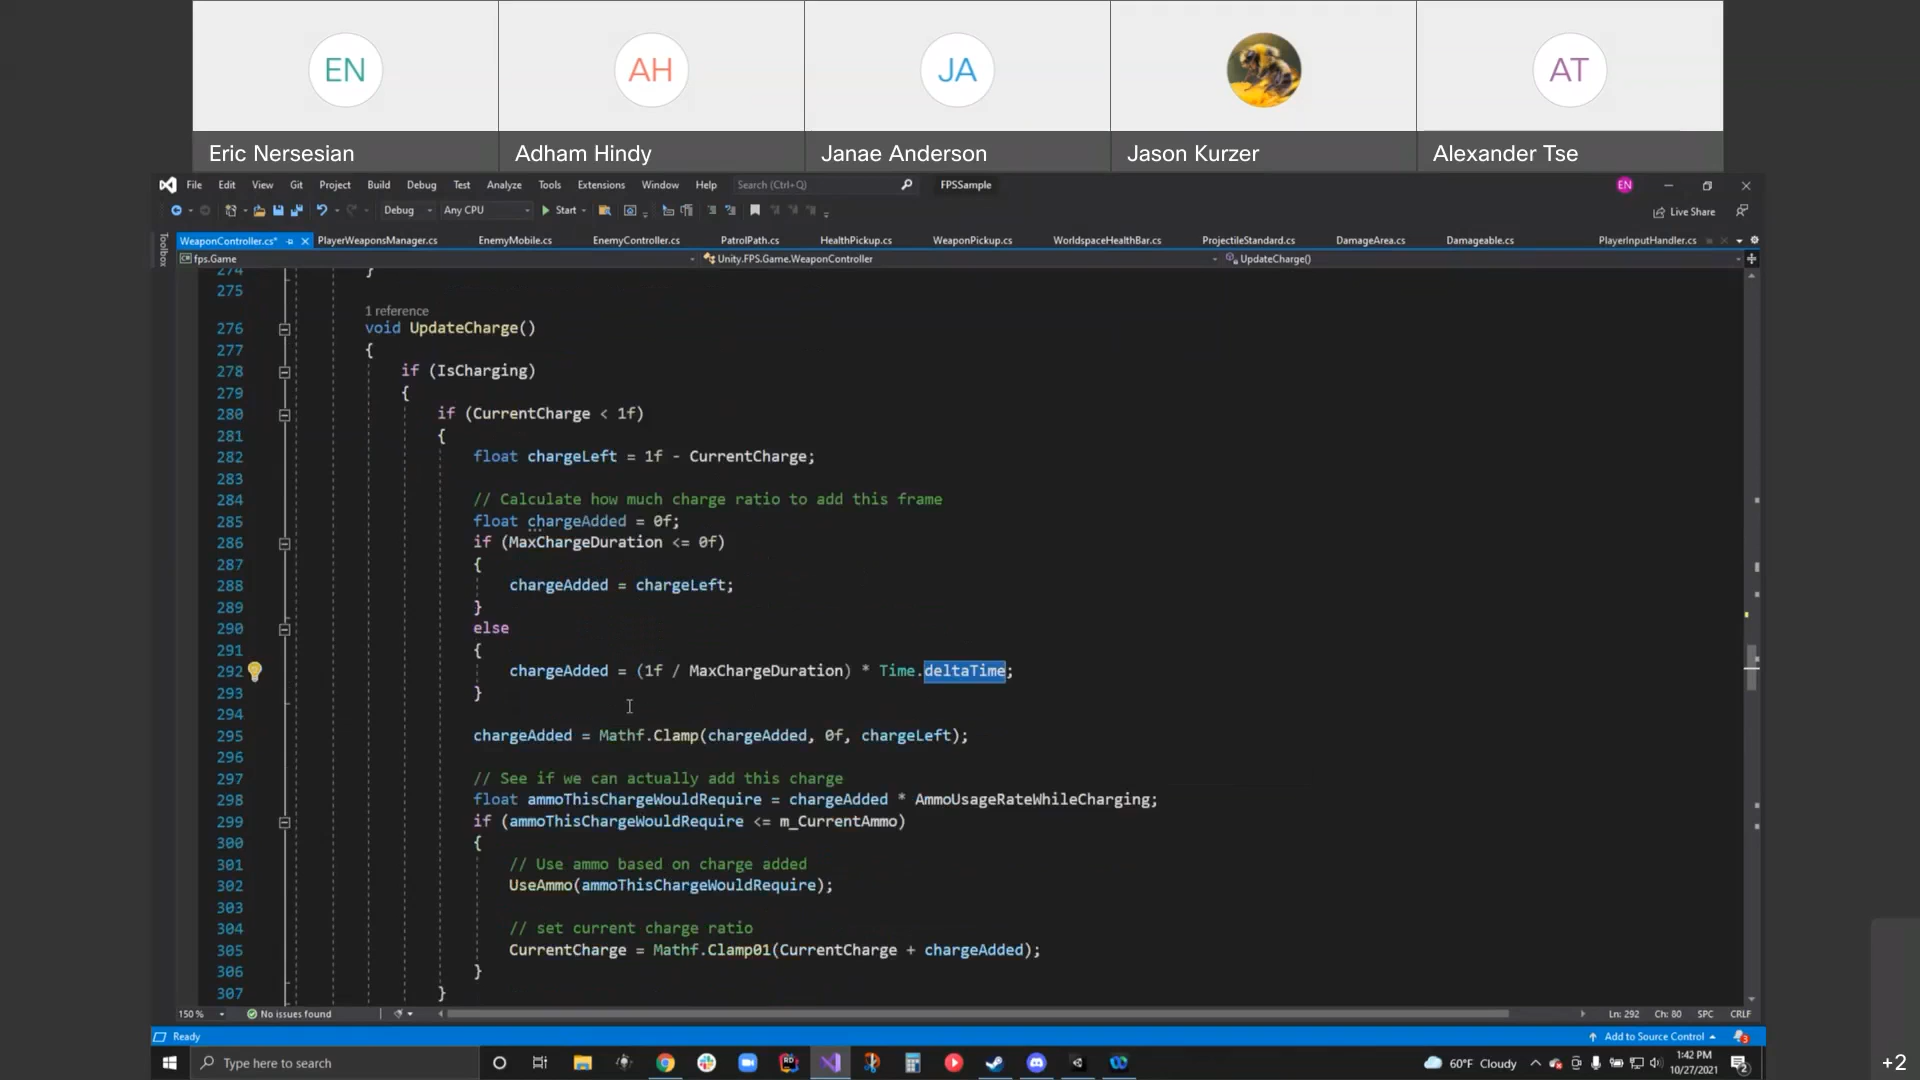 EN
AH
JA
AT
Eric Nersesian
Adham Hindy
Janae Anderson
Jason Kurzer
Alexander Tse
File Edit View Git Project Build Debug Test Analyze Tools Extensions Window Help Search (Ctrl+Q) FPSSample EN
Debug Any CPU Start Live Share
Toolbox
WeaponController.cs* PlayerWeaponsManager.cs EnemyMobile.cs EnemyController.cs PatrolPath.cs HealthPickup.cs WeaponPickup.cs WorldspaceHealthBar.cs ProjectileStandard.cs DamageArea.cs Damageable.cs PlayerInputHandler.cs
fps.Game Unity.FPS.Game.WeaponController UpdateCharge()
274 }
275
1 reference
276 void UpdateCharge()
277 {
278 if (IsCharging)
279 {
280 if (CurrentCharge < 1f)
281 {
282 float chargeLeft = 1f - CurrentCharge;
283
284 // Calculate how much charge ratio to add this frame
285 float chargeAdded = 0f;
286 if (MaxChargeDuration <= 0f)
287 {
288 chargeAdded = chargeLeft;
289 }
290 else
291 {
292 chargeAdded = (1f / MaxChargeDuration) * Time.deltaTime;
293 }
294
295 chargeAdded = Mathf.Clamp(chargeAdded, 0f, chargeLeft);
296
297 // See if we can actually add this charge
298 float ammoThisChargeWouldRequire = chargeAdded * AmmoUsageRateWhileCharging;
299 if (ammoThisChargeWouldRequire <= m_CurrentAmmo)
300 {
301 // Use ammo based on charge added
302 UseAmmo(ammoThisChargeWouldRequire);
303
304 // set current charge ratio
305 CurrentCharge = Mathf.Clamp01(CurrentCharge + chargeAdded);
306 }
307 }
150 % No issues found Ln: 292 Ch: 80 SPC CRLF
Ready Add to Source Control 3
Type here to search 60°F Cloudy 1:42 PM
10/27/2021 2
+2